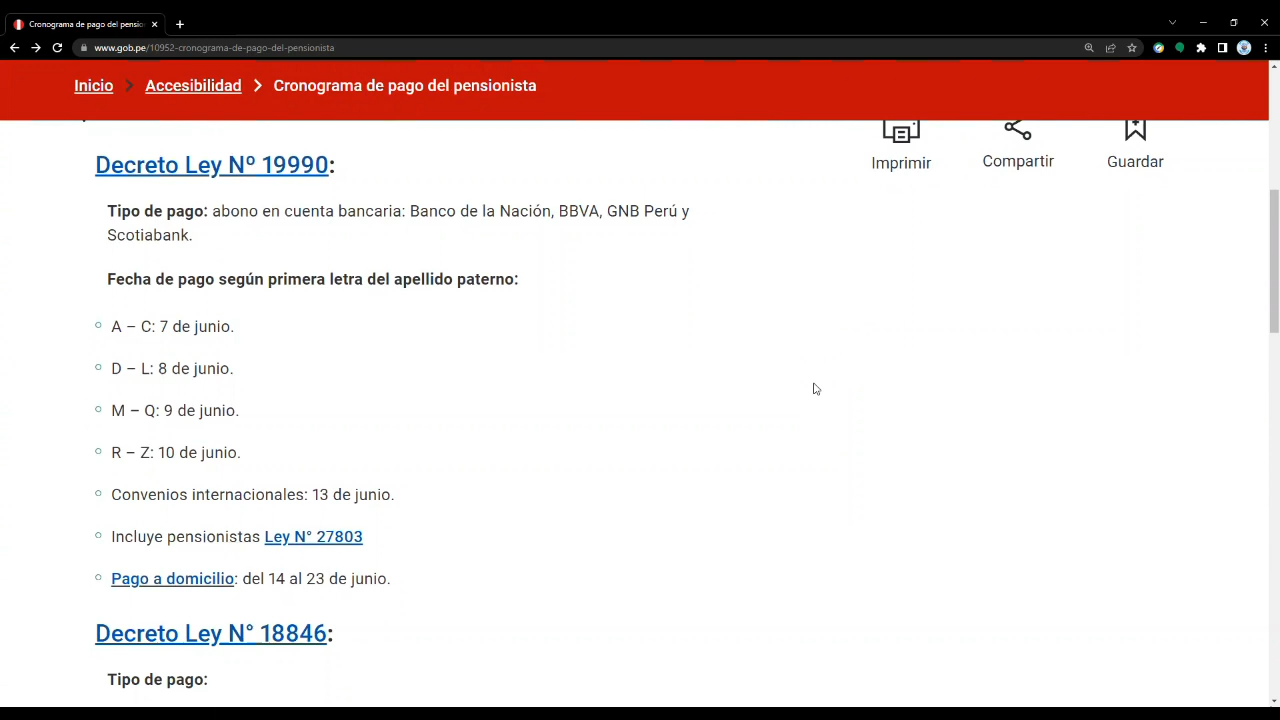 Cronograma de pago del pensio
www.gob.pe/10952-cronograma-de-pago-del-pensionista
Inicio > Accesibilidad > Cronograma de pago del pensionista
Imprimir
Compartir
Guardar
Decreto Ley Nº 19990:
Tipo de pago: abono en cuenta bancaria: Banco de la Nación, BBVA, GNB Perú y
Scotiabank.
Fecha de pago según primera letra del apellido paterno:
A – C: 7 de junio.
D – L: 8 de junio.
M – Q: 9 de junio.
R – Z: 10 de junio.
Convenios internacionales: 13 de junio.
Incluye pensionistas Ley N° 27803
Pago a domicilio: del 14 al 23 de junio.
Decreto Ley N° 18846:
Tipo de pago: